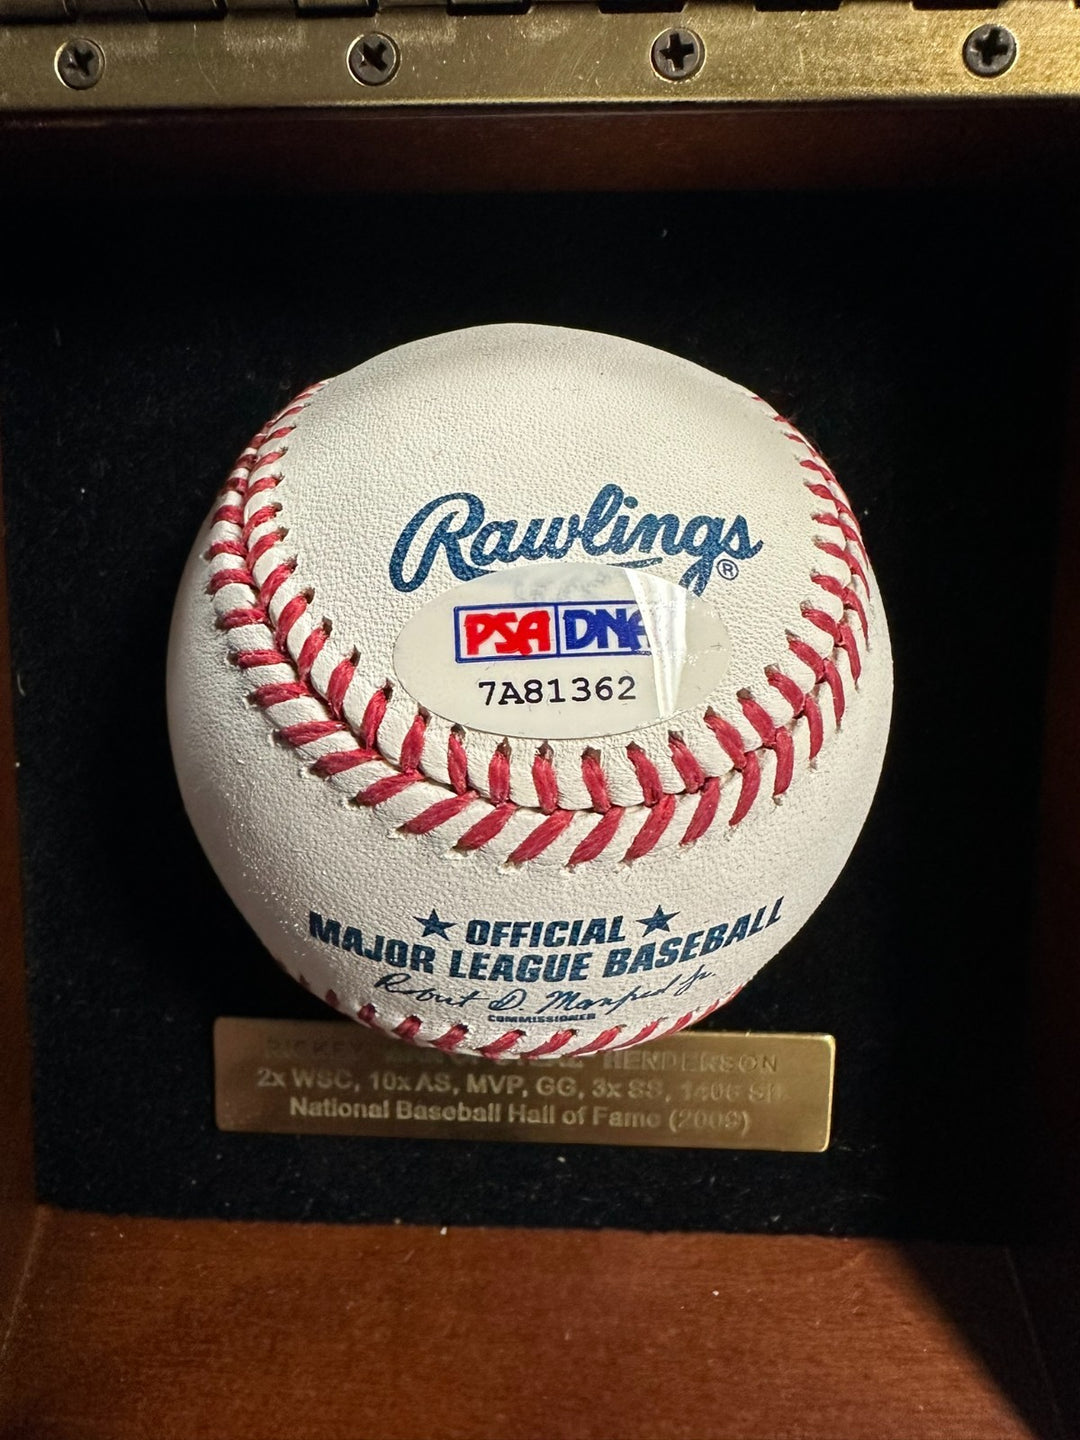 Rawlings®
PSA DNA
7A81362
★ OFFICIAL ★
MAJOR LEAGUE BASEBALL
Robert D. Manfred Jr.
COMMISSIONER
RICKEY HENDERSON
2x WSC, 10x AS, MVP, GG, 3x SS, 1406 SB
National Baseball Hall of Fame (2009)